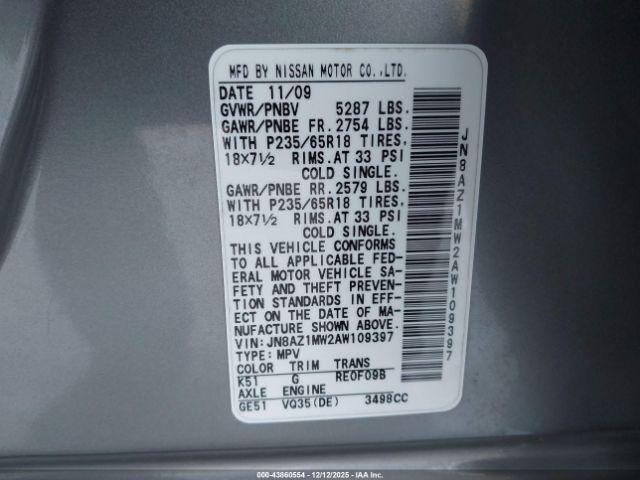 MFD BY NISSAN MOTOR CO.,LTD.
DATE 11/09
GVWR/PNBV 5287 LBS.
GAWR/PNBE FR. 2754 LBS.
WITH P235/65R18 TIRES,
18X7½ RIMS.AT 33 PSI
COLD SINGLE.
GAWR/PNBE RR. 2579 LBS.
WITH P235/65R18 TIRES,
18X7½ RIMS.AT 33 PSI
COLD SINGLE.
THIS VEHICLE CONFORMS
TO ALL APPLICABLE FED-
ERAL MOTOR VEHICLE SA-
FETY AND THEFT PREVEN-
TION STANDARDS IN EFF-
ECT ON THE DATE OF MA-
NUFACTURE SHOWN ABOVE.
VIN: JN8AZ1MW2AW109397
TYPE: MPV
COLOR TRIM TRANS
K51 G RE0F09B
AXLE ENGINE
GE51 VQ35(DE) 3498CC
JN8AZ1MW2AW109397
000-43860554 - 12/12/2025 - IAAI.COM